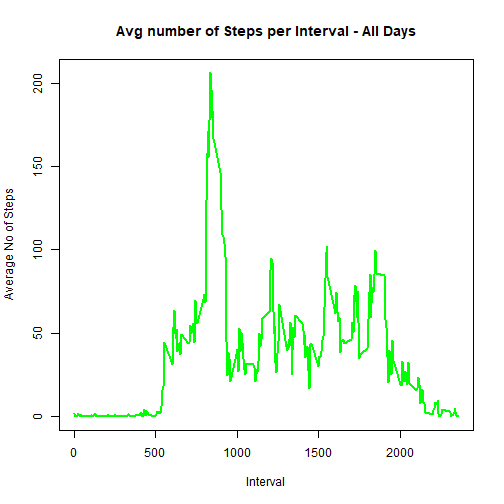 Avg number of Steps per Interval - All Days
Average No of Steps
200
150
100
50
0
0 500 1000 1500 2000
Interval